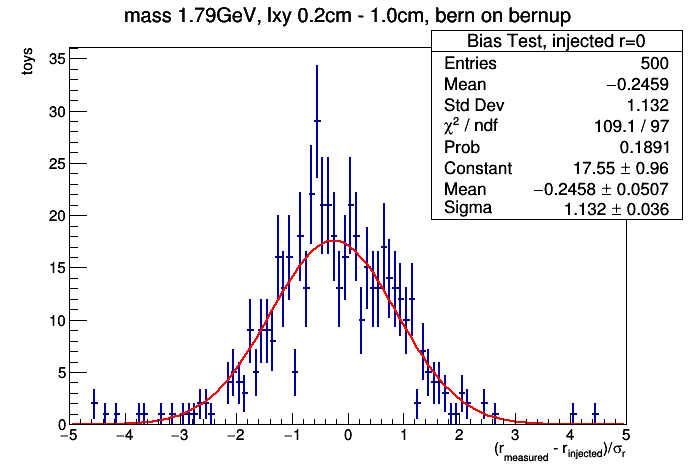 mass 1.79GeV, lxy 0.2cm - 1.0cm, bern on bernup
Bias Test, injected r=0
Entries 500
Mean −0.2459
Std Dev 1.132
χ² / ndf 109.1 / 97
Prob 0.1891
Constant 17.55 ± 0.96
Mean −0.2458 ± 0.0507
Sigma 1.132 ± 0.036
toys
35
30
25
20
15
10
5
0
−5 −4 −3 −2 −1 0 1 2 3 4 5
(r_measured - r_injected)/σ_r